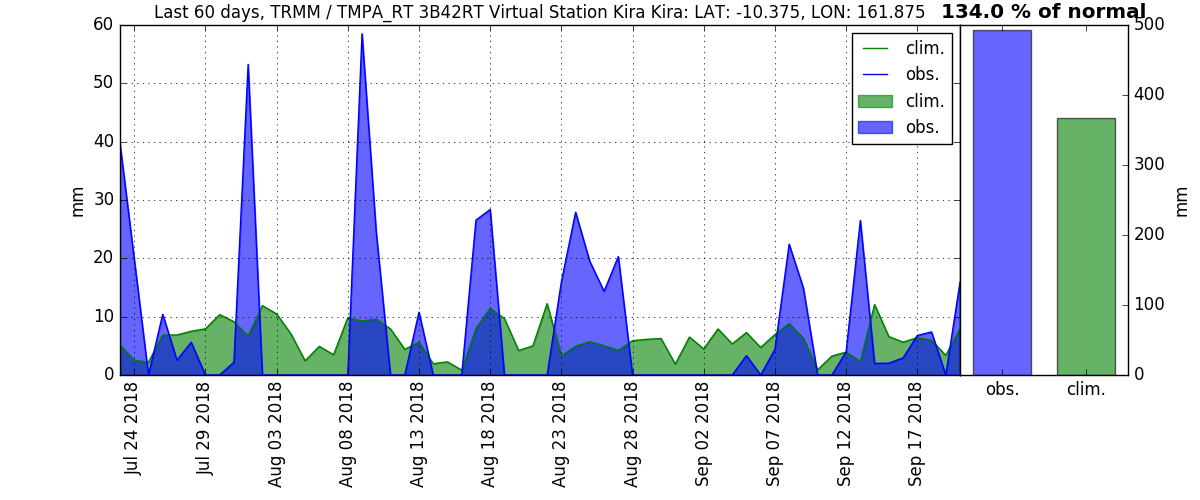 Last 60 days, TRMM / TMPA_RT 3B42RT Virtual Station Kira Kira: LAT: -10.375, LON: 161.875
134.0 % of normal
60
50
40
30
20
10
0
mm
clim.
obs.
clim.
obs.
Jul 24 2018
Jul 29 2018
Aug 03 2018
Aug 08 2018
Aug 13 2018
Aug 18 2018
Aug 23 2018
Aug 28 2018
Sep 02 2018
Sep 07 2018
Sep 12 2018
Sep 17 2018
500
400
300
200
100
0
mm
obs.
clim.